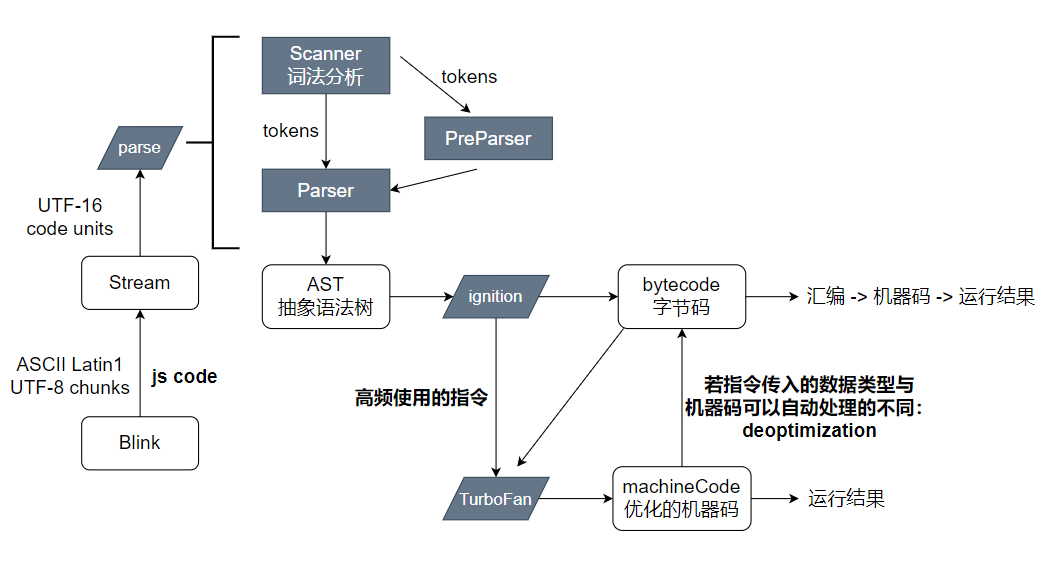 Scanner
词法分析
tokens
tokens
PreParser
parse
Parser
UTF-16
code units
Stream
AST
抽象语法树
ignition
bytecode
字节码
汇编 -> 机器码 -> 运行结果
ASCII Latin1
UTF-8 chunks
js code
高频使用的指令
若指令传入的数据类型与
机器码可以自动处理的不同：
deoptimization
Blink
TurboFan
machineCode
优化的机器码
运行结果